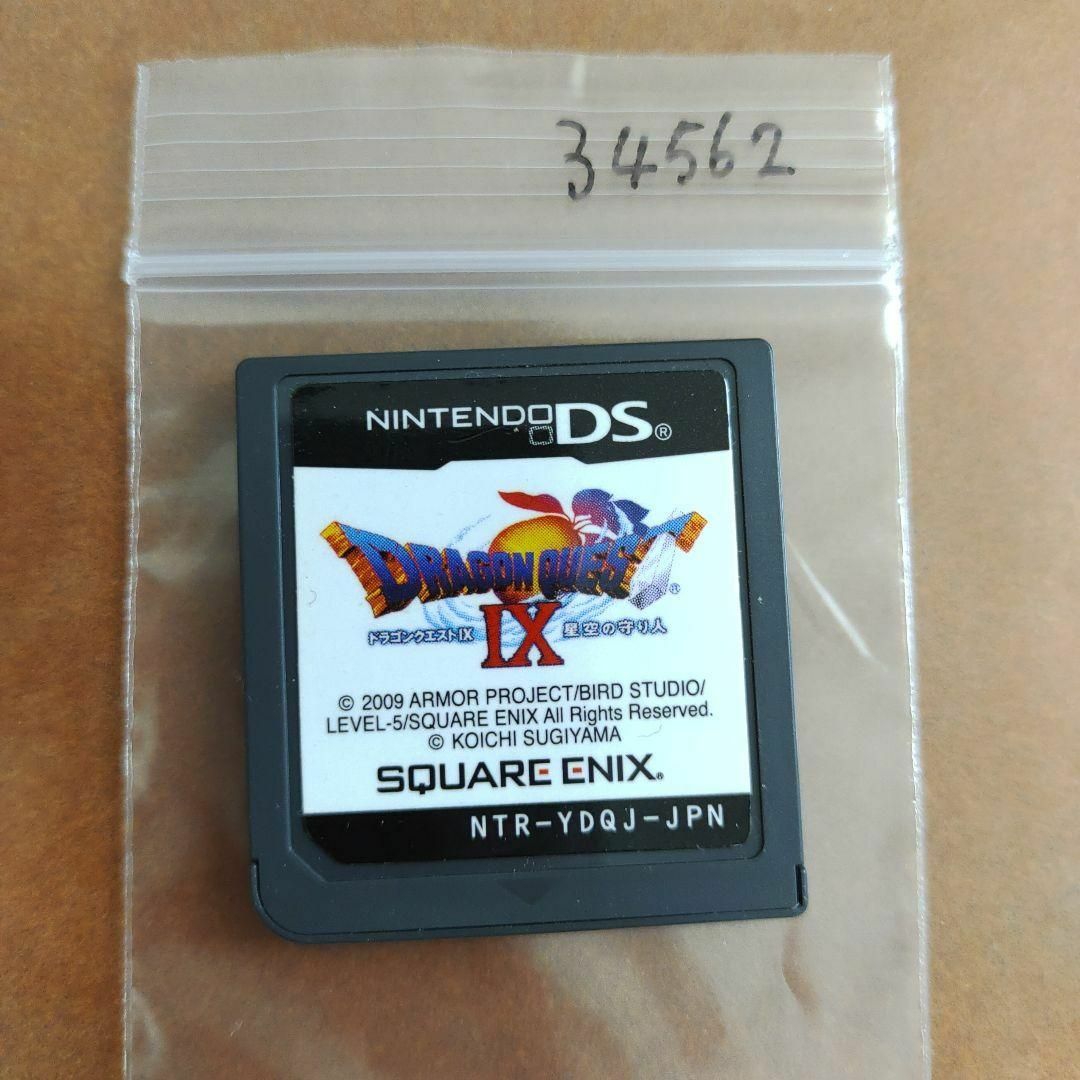 34562
NINTENDO DS®
DRAGON QUEST®
ドラゴンクエストIX
IX
星空の守り人
© 2009 ARMOR PROJECT/BIRD STUDIO/
LEVEL-5/SQUARE ENIX All Rights Reserved.
© KOICHI SUGIYAMA
SQUARE ENIX®
NTR-YDQJ-JPN